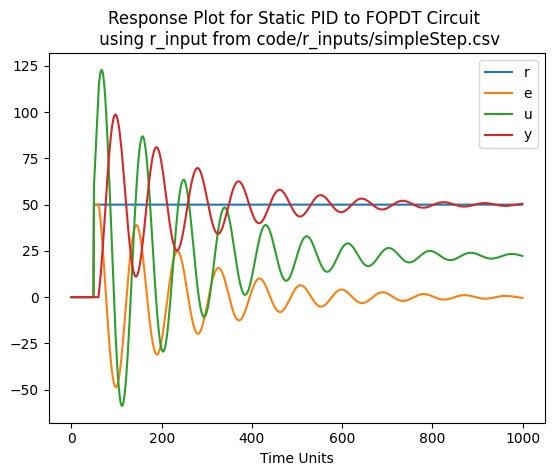 Response Plot for Static PID to FOPDT Circuit
using r_input from code/r_inputs/simpleStep.csv
125
100
75
50
25
0
−25
−50
0
200
400
600
800
1000
Time Units
r
e
u
y